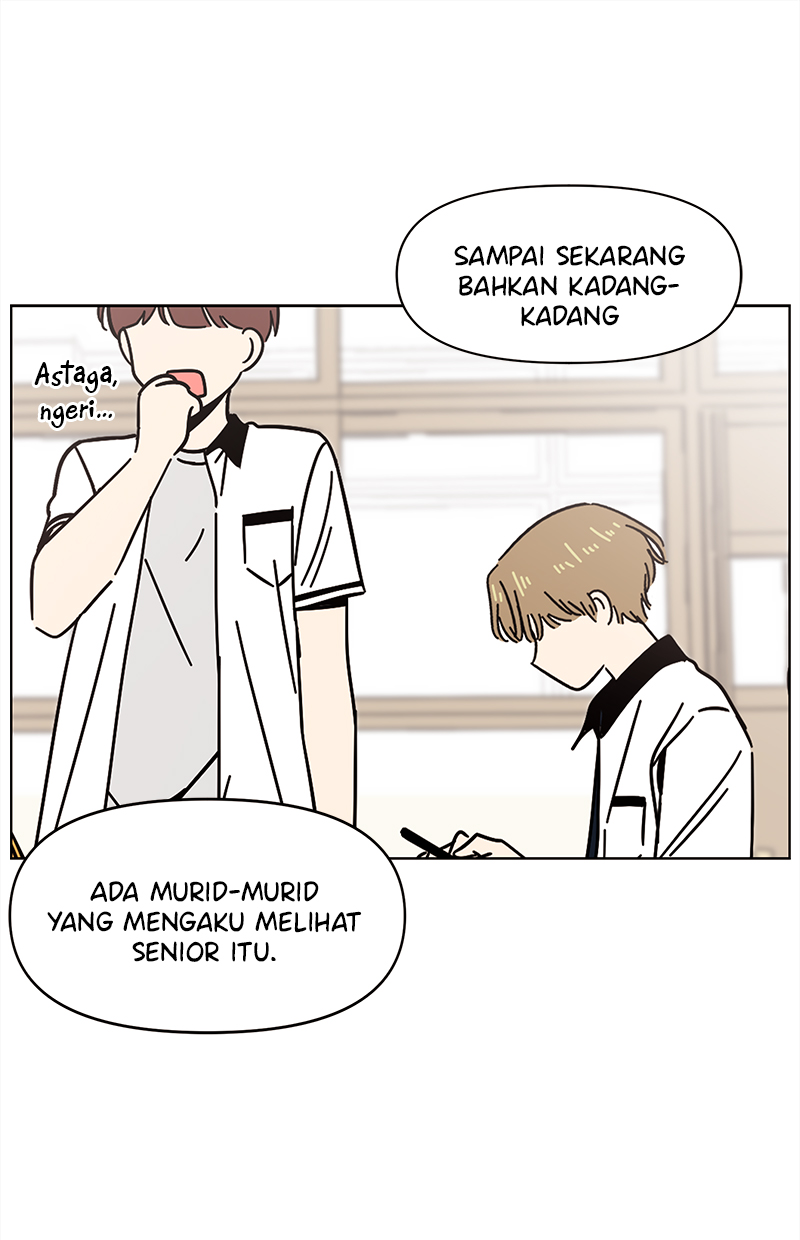 SAMPAI SEKARANG
BAHKAN KADANG-
KADANG
Astaga,
ngeri...
ADA MURID-MURID
YANG MENGAKU MELIHAT
SENIOR ITU.